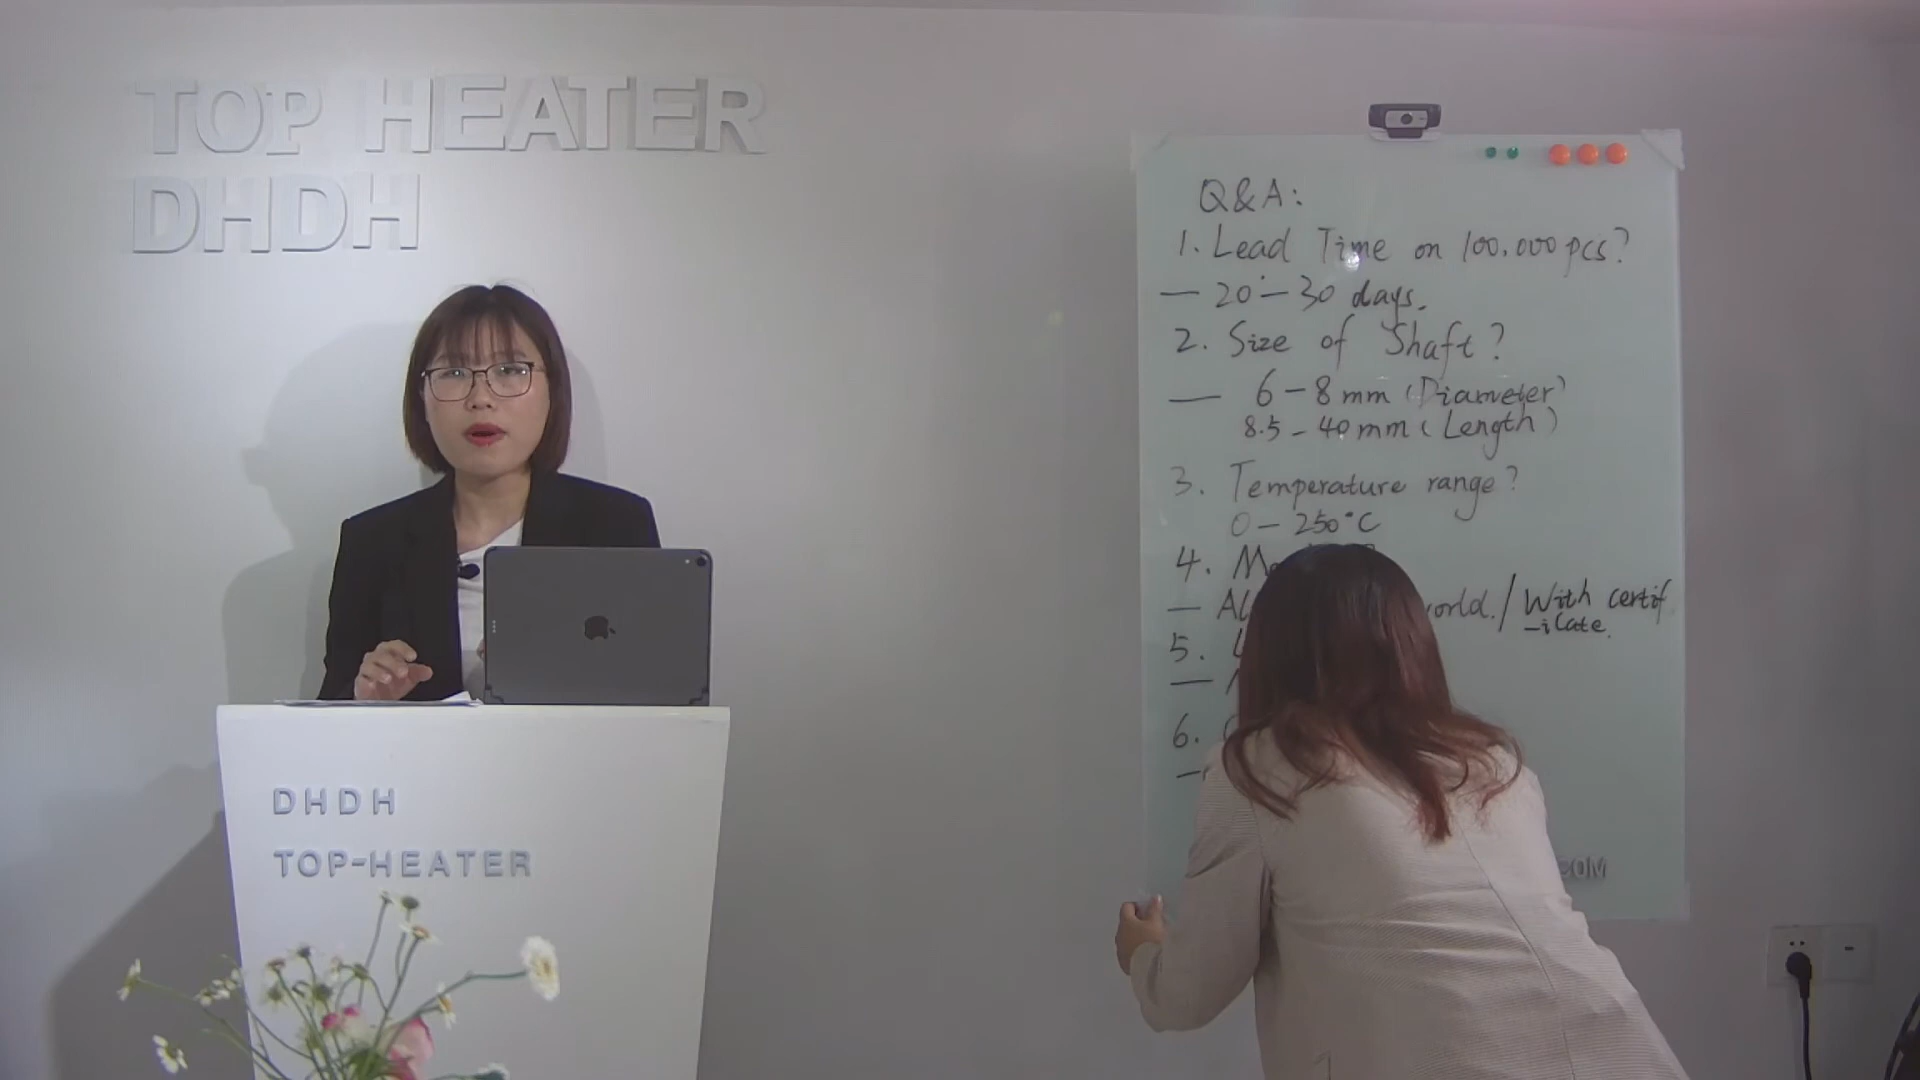 TOP HEATER
DHDH
DHDH
TOP-HEATER
Q&A:
1. Lead Time on 100.000 pcs?
— 20 — 30 days.
2. Size of Shaft?
— 6 — 8 mm (Diameter)
8.5 — 40 mm (Length)
3. Temperature range?
0 — 250°C
4.
— / With certif
-icate.
5.
—
6.
—